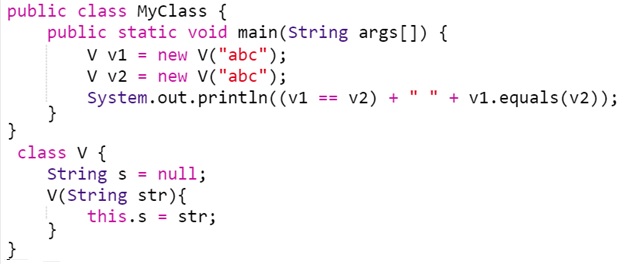 public class MyClass {
    public static void main(String args[]) {
        V v1 = new V("abc");
        V v2 = new V("abc");
        System.out.println((v1 == v2) + " " + v1.equals(v2));
    }
}
 class V {
    String s = null;
    V(String str){
        this.s = str;
    }
}